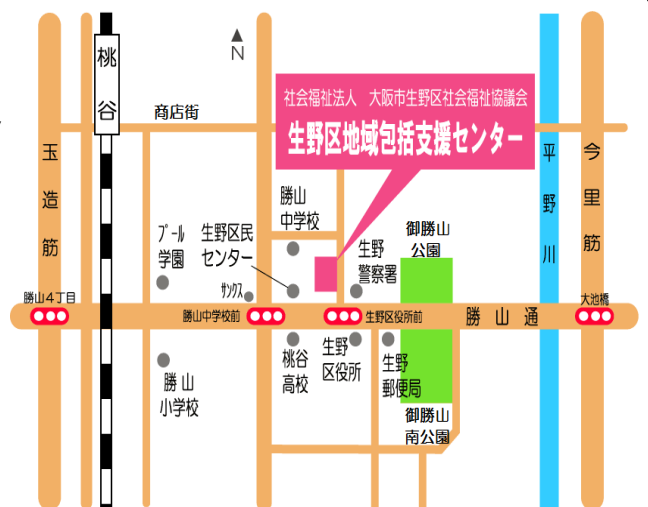 桃谷
N
商店街
社会福祉法人　大阪市生野区社会福祉協議会
生野区地域包括支援センター
玉造筋
平野川
今里筋
勝山
中学校
プール
学園
生野区民
センター
生野
警察署
御勝山
公園
サンクス
勝山4丁目
勝山中学校前
生野区役所前
勝山通
大池橋
勝山
小学校
桃谷
高校
生野
区役所
生野
郵便局
御勝山
南公園